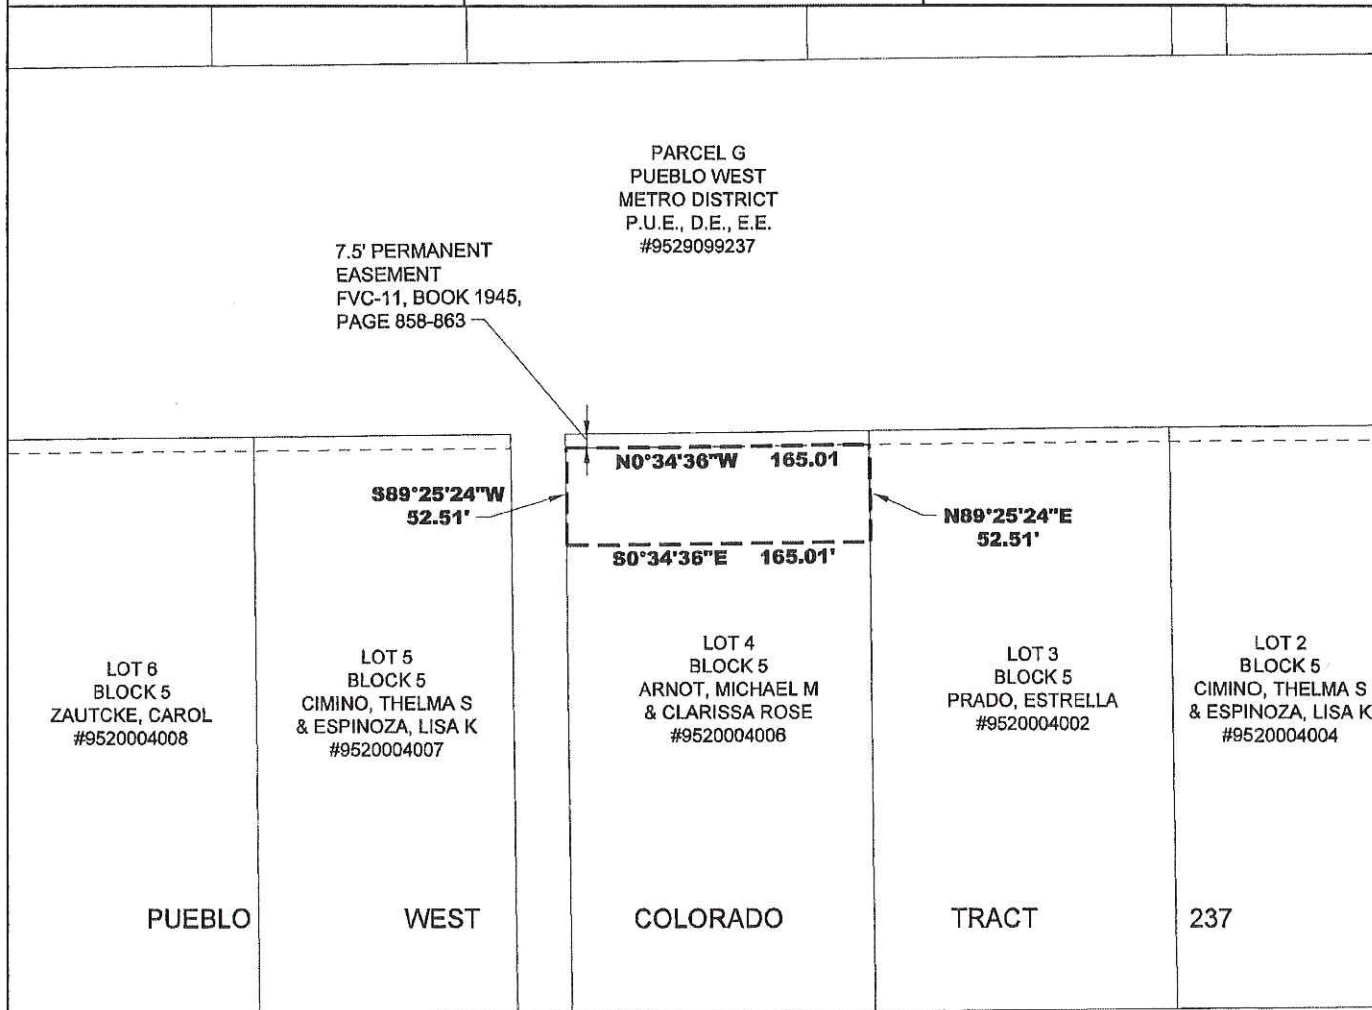 PARCEL G
PUEBLO WEST
METRO DISTRICT
P.U.E., D.E., E.E.
#9529099237
7.5' PERMANENT
EASEMENT
FVC-11, BOOK 1945,
PAGE 858-863
N0°34'36"W 165.01
S89°25'24"W
52.51'
N89°25'24"E
52.51'
S0°34'36"E 165.01'
LOT 6
BLOCK 5
ZAUTCKE, CAROL
#9520004008
LOT 5
BLOCK 5
CIMINO, THELMA S
& ESPINOZA, LISA K
#9520004007
LOT 4
BLOCK 5
ARNOT, MICHAEL M
& CLARISSA ROSE
#9520004006
LOT 3
BLOCK 5
PRADO, ESTRELLA
#9520004002
LOT 2
BLOCK 5
CIMINO, THELMA S
& ESPINOZA, LISA K
#9520004004
PUEBLO WEST COLORADO TRACT 237